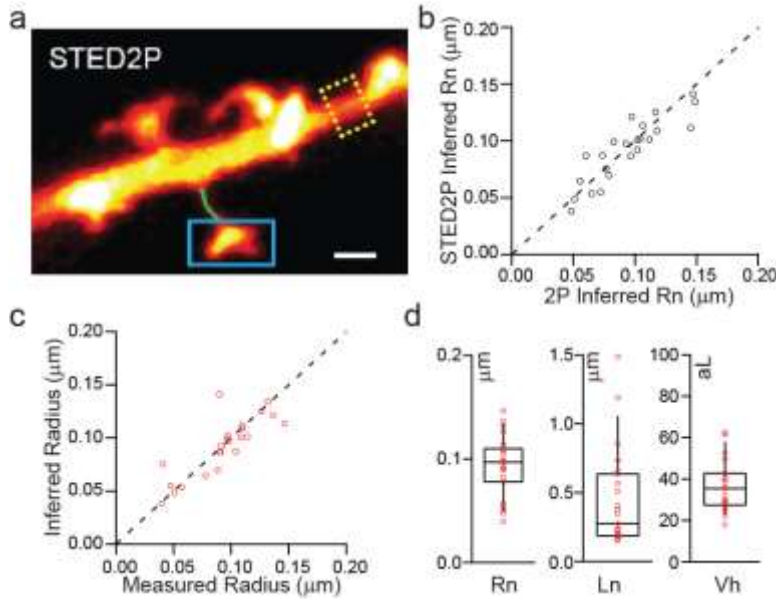 a
STED2P
b
STED2P Inferred Rn (μm)
0.20
0.15
0.10
0.05
0.00
0.00 0.05 0.10 0.15 0.20
2P Inferred Rn (μm)
c
Inferred Radius (μm)
0.20
0.15
0.10
0.05
0.00
0.00 0.05 0.10 0.15 0.20
Measured Radius (μm)
d
μm
0.2
0.1
0.0
Rn
μm
1.5
1.0
0.5
0.0
Ln
aL
100
80
60
40
20
0
Vh